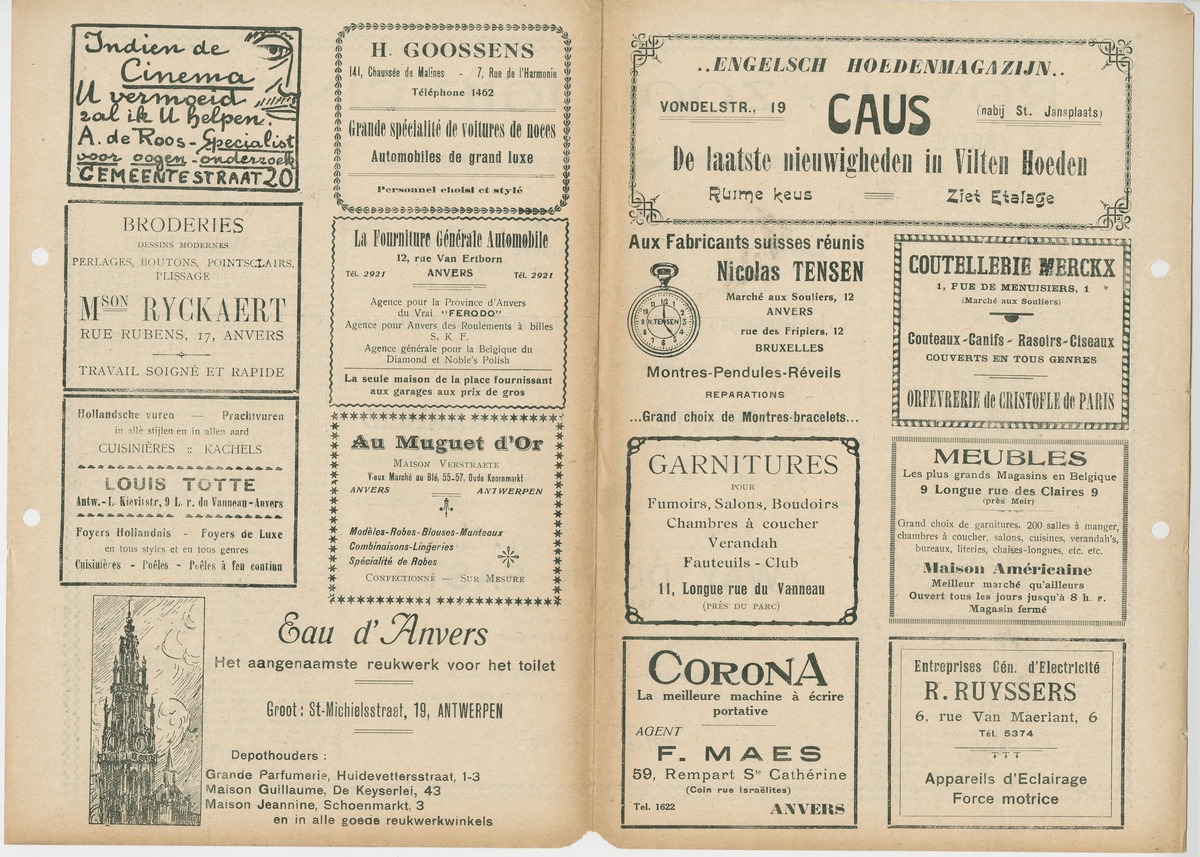 Indien de
Cinema
U vermoeid
zal ik U helpen.
A. de Roos - Specialist
voor oogen-onderzoek
GEMEENTESTRAAT 20
H. GOOSSENS
141, Chaussée de Malines - 7, Rue de l'Harmonie
Téléphone 1462
Grande spécialité de voitures de noces
Automobiles de grand luxe
Personnel choisi et stylé
BRODERIES
DESSINS MODERNES
PERLAGES, BOUTONS, POINTSCLAIRS,
PLISSAGE
MSON RYCKAERT
RUE RUBENS, 17, ANVERS
TRAVAIL SOIGNÉ ET RAPIDE
La Fourniture Générale Automobile
12, rue Van Ertborn
Tél. 2921 ANVERS Tél. 2921
Agence pour la Province d'Anvers
du Vrai "FERODO"
Agence pour Anvers des Roulements à billes
S. K. F.
Agence générale pour la Belgique du
Diamond et Noble's Polish
La seule maison de la place fournissant
aux garages aux prix de gros
Hollandsche vuren — Prachtvuren
in alle stijlen en in allen aard
CUISINIÈRES :: KACHELS
LOUIS TOTTE
Antw.-L. Kievitstr, 9 L. r. du Vanneau-Anvers
Foyers Hollandais - Foyers de Luxe
en tous styles et en tous genres
Cuisinières - Poêles - Poêles à feu continu
Au Muguet d'Or
MAISON VERSTRAETE
Vieux Marché au Blé, 55-57, Oude Koornmarkt
ANVERS ANTWERPEN
Modèles-Robes-Blouses-Manteaux
Combinaisons-Lingeries
Spécialité de Robes
CONFECTIONNÉ — SUR MESURE
Eau d'Anvers
Het aangenaamste reukwerk voor het toilet
Groot: St-Michielsstraat, 19, ANTWERPEN
Depothouders :
Grande Parfumerie, Huidevettersstraat, 1-3
Maison Guillaume, De Keyserlei, 43
Maison Jeannine, Schoenmarkt, 3
en in alle goede reukwerkwinkels
..ENGELSCH HOEDENMAGAZIJN..
VONDELSTR., 19 CAUS (nabij St. Jansplaats)
De laatste nieuwigheden in Vilten Hoeden
Ruime keus Ziet Etalage
Aux Fabricants suisses réunis
Nicolas TENSEN
Marché aux Souliers, 12
ANVERS
rue des Fripiers, 12
BRUXELLES
N.TENSEN
Montres-Pendules-Réveils
REPARATIONS
...Grand choix de Montres-bracelets...
COUTELLERIE MERCKX
1, FUE DE MENUISIERS, 1
(Marché aux Souliers)
Couteaux-Canifs-Rasoirs-Ciseaux
COUVERTS EN TOUS GENRES
ORFEVRERIE de CRISTOFLE de PARIS
GARNITURES
POUR
Fumoirs, Salons, Boudoirs
Chambres à coucher
Verandah
Fauteuils - Club
11, Longue rue du Vanneau
(PRÈS DU PARC)
MEUBLES
Les plus grands Magasins en Belgique
9 Longue rue des Claires 9
(près Meir)
Grand choix de garnitures. 200 salles à manger,
chambres à coucher, salons, cuisines, verandah's,
bureaux, literies, chaises-longues, etc. etc.
Maison Américaine
Meilleur marché qu'ailleurs
Ouvert tous les jours jusqu'à 8 h. s.
Magasin fermé
CORONA
La meilleure machine à écrire
portative
AGENT
F. MAES
59, Rempart Ste Cathérine
(Coin rue Israëlites)
Tel. 1622 ANVERS
Entreprises Gén. d'Electricité
R. RUYSSERS
6, rue Van Maerlant, 6
Tél. 5374
Appareils d'Eclairage
Force motrice